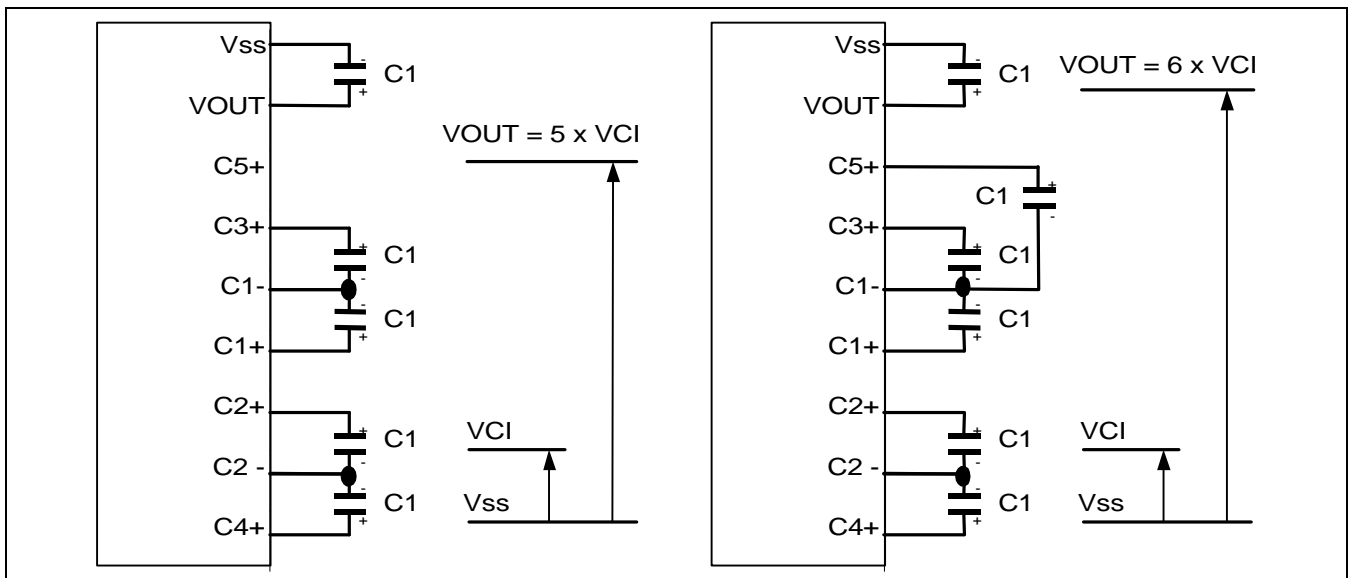 Vss
C1
-
+
VOUT
VOUT = 5 x VCI
C5+
C3+
+
C1
-
C1-
-
C1
+
C1+
C2+
+
C1
-
C2 -
-
C1
+
C4+
VCI
Vss
Vss
-
C1
+
VOUT
VOUT = 6 x VCI
C5+
+
C1
-
C3+
+
C1
-
C1-
-
C1
+
C1+
C2+
+
C1
-
C2 -
-
C1
+
C4+
VCI
Vss